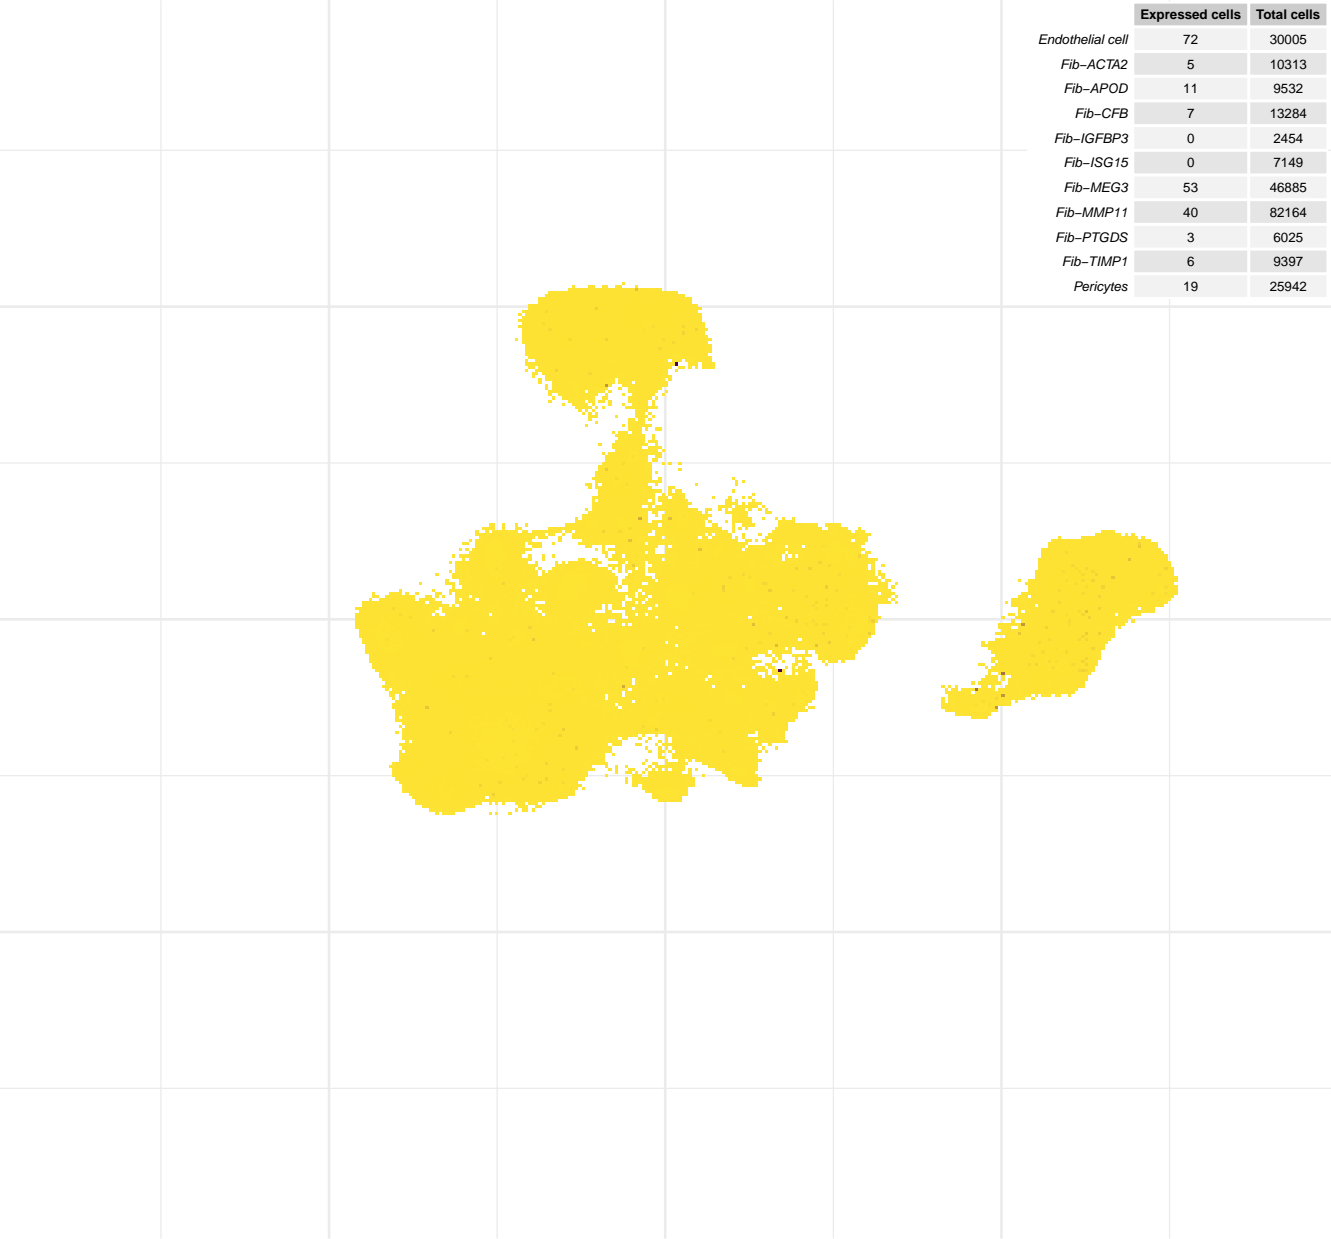 Expressed cells Total cells
Endothelial cell 72 30005
Fib−ACTA2 5 10313
Fib−APOD 11 9532
Fib−CFB 7 13284
Fib−IGFBP3 0 2454
Fib−ISG15 0 7149
Fib−MEG3 53 46885
Fib−MMP11 40 82164
Fib−PTGDS 3 6025
Fib−TIMP1 6 9397
Pericytes 19 25942